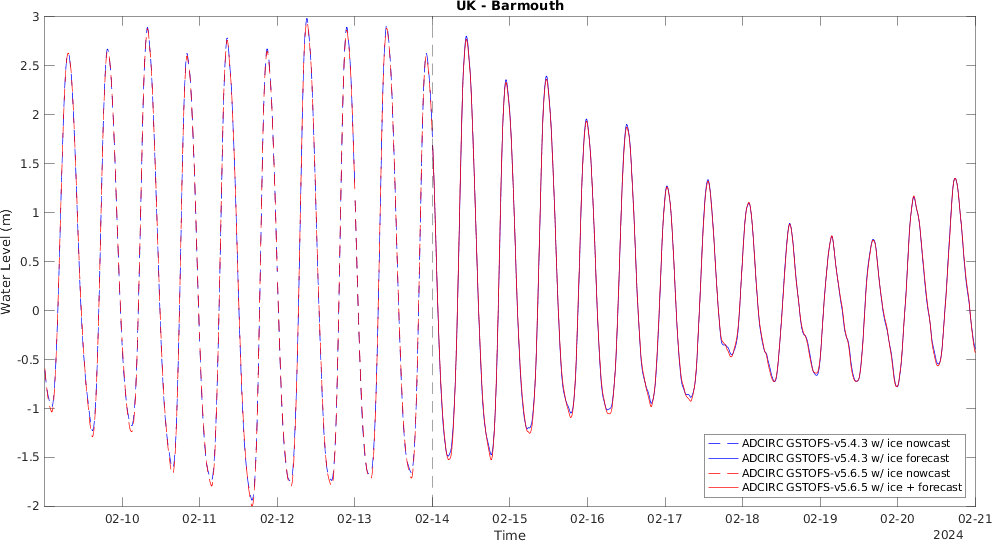 UK - Barmouth
3
2.5
2
1.5
1
0.5
0
-0.5
-1
-1.5
-2
Water Level (m)
ADCIRC GSTOFS-v5.4.3 w/ ice nowcast
ADCIRC GSTOFS-v5.4.3 w/ ice forecast
ADCIRC GSTOFS-v5.6.5 w/ ice nowcast
ADCIRC GSTOFS-v5.6.5 w/ ice + forecast
02-10 02-11 02-12 02-13 02-14 02-15 02-16 02-17 02-18 02-19 02-20 02-21
Time
2024